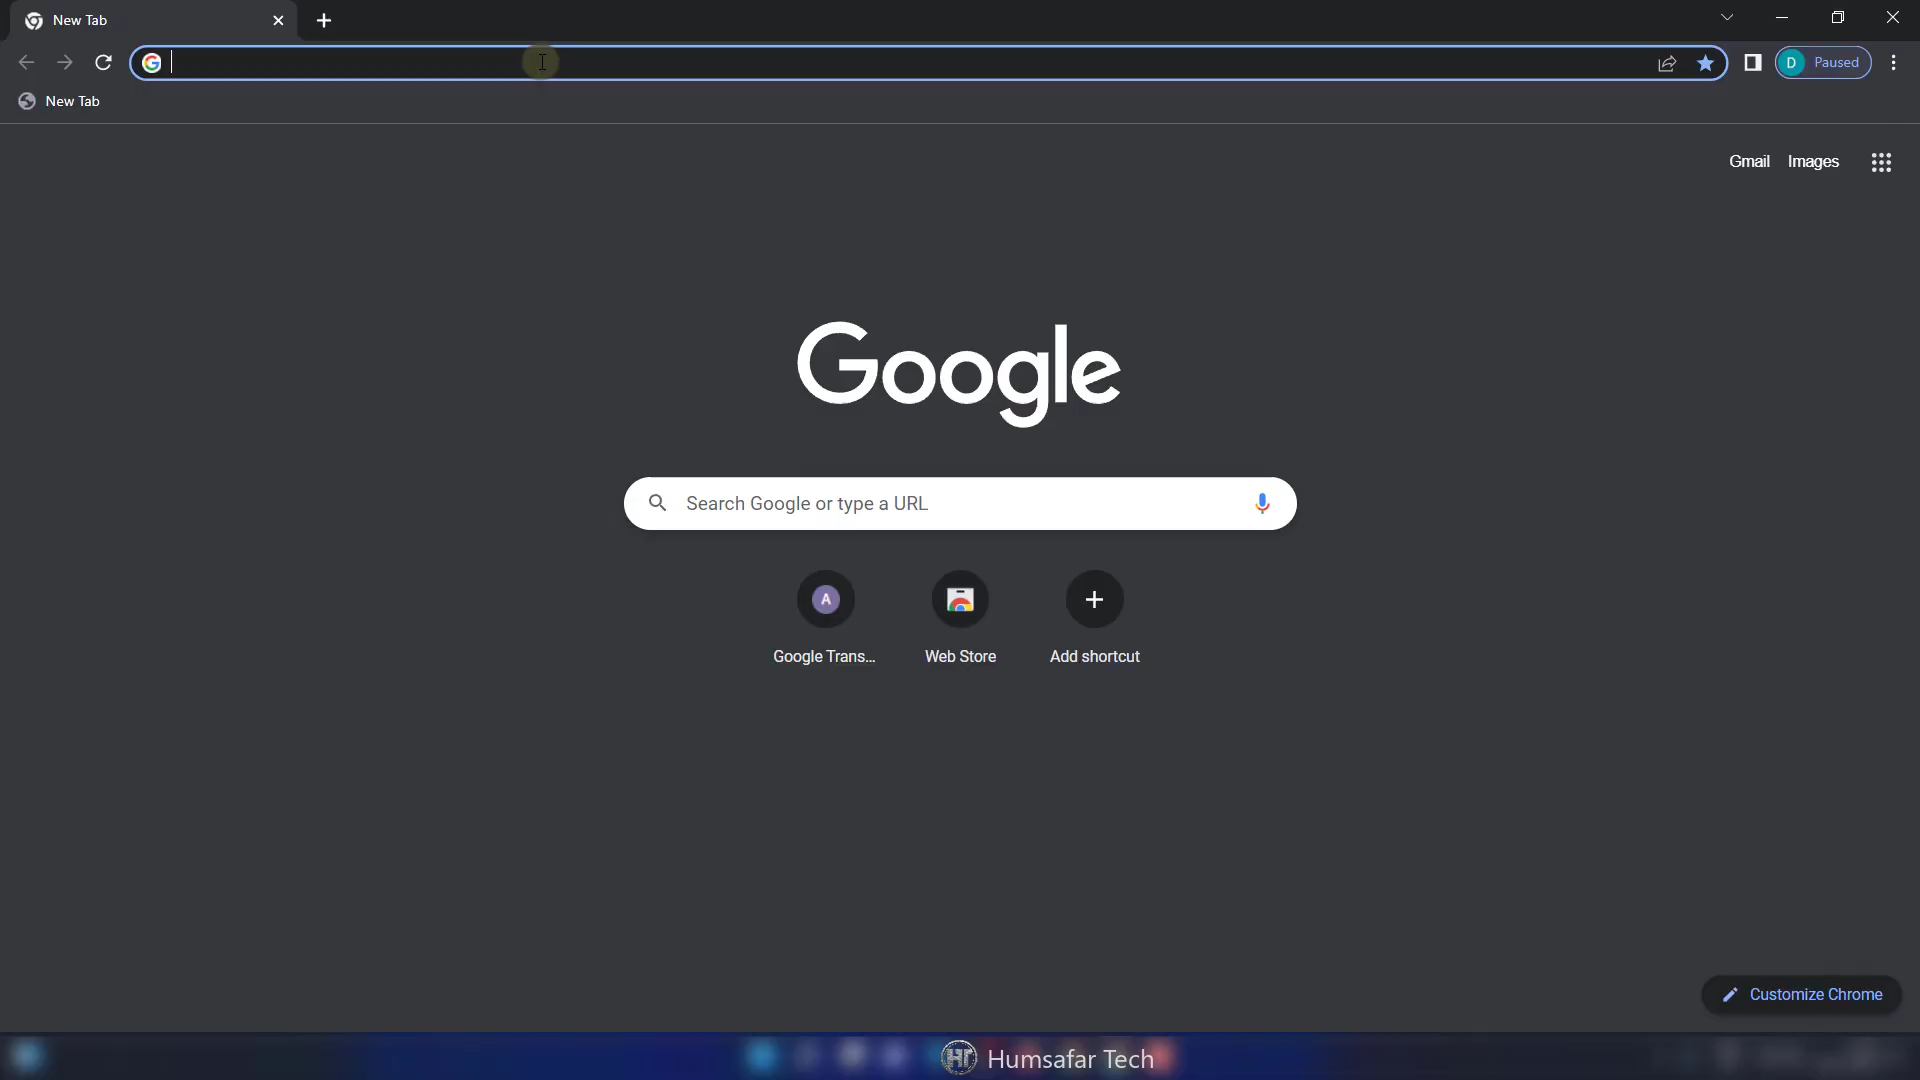 New Tab
D Paused
New Tab
Gmail Images
Google
Search Google or type a URL
A
Google Trans... Web Store Add shortcut
Customize Chrome
HT Humsafar Tech